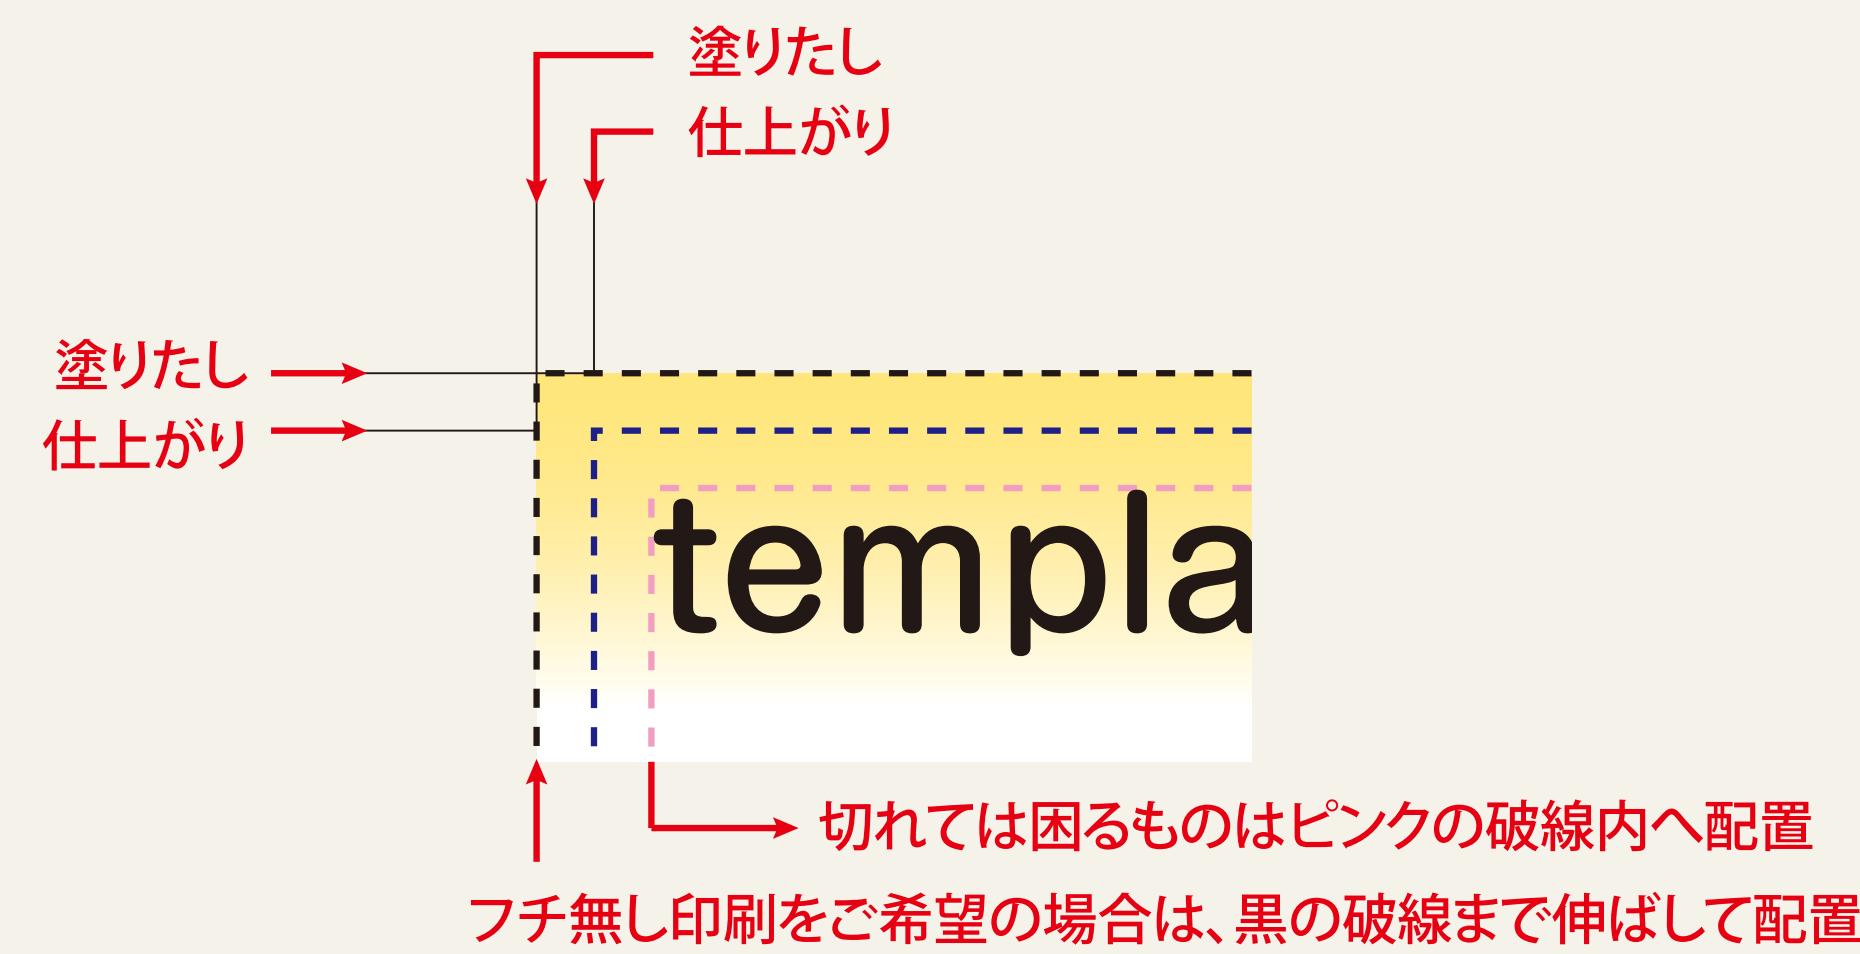 塗りたし
仕上がり
塗りたし
仕上がり
templa
切れては困るものはピンクの破線内へ配置
フチ無し印刷をご希望の場合は、黒の破線まで伸ばして配置